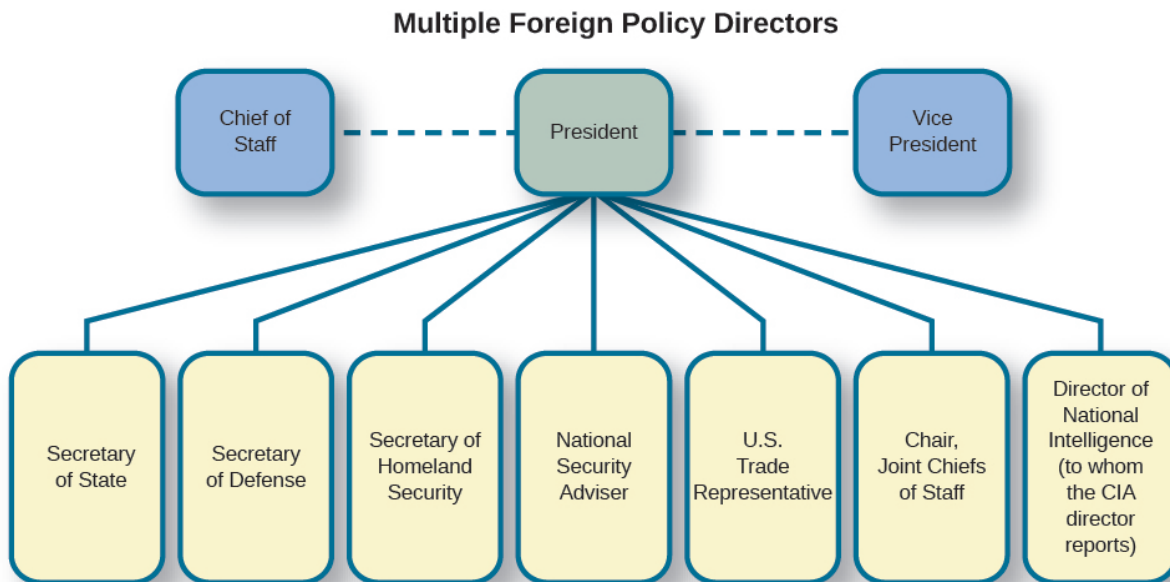 Multiple Foreign Policy Directors
Chief of
Staff
President
Vice
President
Secretary
of State
Secretary
of Defense
Secretary of
Homeland
Security
National
Security
Adviser
U.S.
Trade
Representative
Chair,
Joint Chiefs
of Staff
Director of
National
Intelligence
(to whom
the CIA
director
reports)